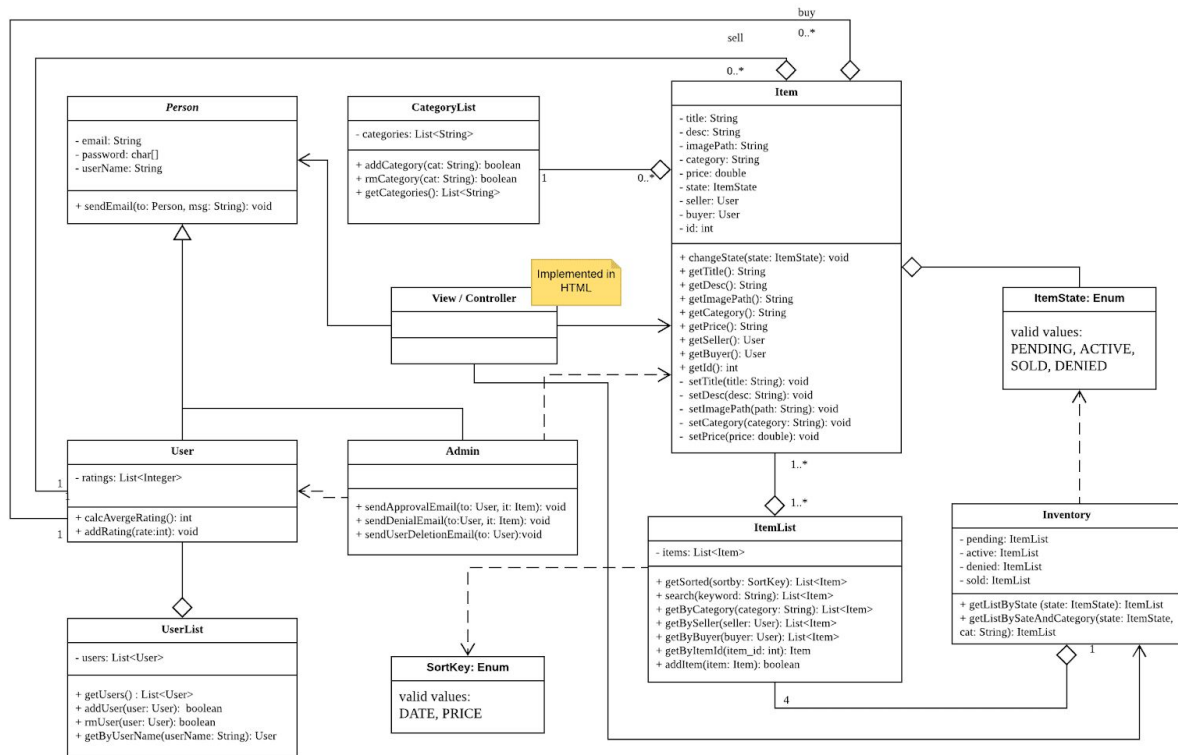 buy
0..*
sell
0..*
Person
- email: String
- password: char[]
- userName: String
+ sendEmail(to: Person, msg: String): void
CategoryList
- categories: List<String>
+ addCategory(cat: String): boolean
+ rmCategory(cat: String): boolean
+ getCategories(): List<String>
1
0..*
Item
- title: String
- desc: String
- imagePath: String
- category: String
- price: double
- state: ItemState
- seller: User
- buyer: User
- id: int
+ changeState(state: ItemState): void
+ getTitle(): String
+ getDesc(): String
+ getImagePath(): String
+ getCategory(): String
+ getPrice(): String
+ getSeller(): User
+ getBuyer(): User
+ getId(): int
- setTitle(title: String): void
- setDesc(desc: String): void
- setImagePath(path: String): void
- setCategory(category: String): void
- setPrice(price: double): void
Implemented in
HTML
View / Controller
ItemState: Enum
valid values:
PENDING, ACTIVE,
SOLD, DENIED
User
- ratings: List<Integer>
+ calcAvergeRating(): int
+ addRating(rate:int): void
1
1
1
Admin
+ sendApprovalEmail(to: User, it: Item): void
+ sendDenialEmail(to:User, it: Item): void
+ sendUserDeletionEmail(to: User):void
1..*
1..*
ItemList
- items: List<Item>
+ getSorted(sortby: SortKey): List<Item>
+ search(keyword: String): List<Item>
+ getByCategory(category: String): List<Item>
+ getBySeller(seller: User): List<Item>
+ getByBuyer(buyer: User): List<Item>
+ getByItemId(item_id: int): Item
+ addItem(item: Item): boolean
Inventory
- pending: ItemList
- active: ItemList
- denied: ItemList
- sold: ItemList
+ getListByState (state: ItemState): ItemList
+ getListBySateAndCategory(state: ItemState,
cat: String): ItemList
1
4
UserList
- users: List<User>
+ getUsers() : List<User>
+ addUser(user: User): boolean
+ rmUser(user: User): boolean
+ getByUserName(userName: String): User
SortKey: Enum
valid values:
DATE, PRICE